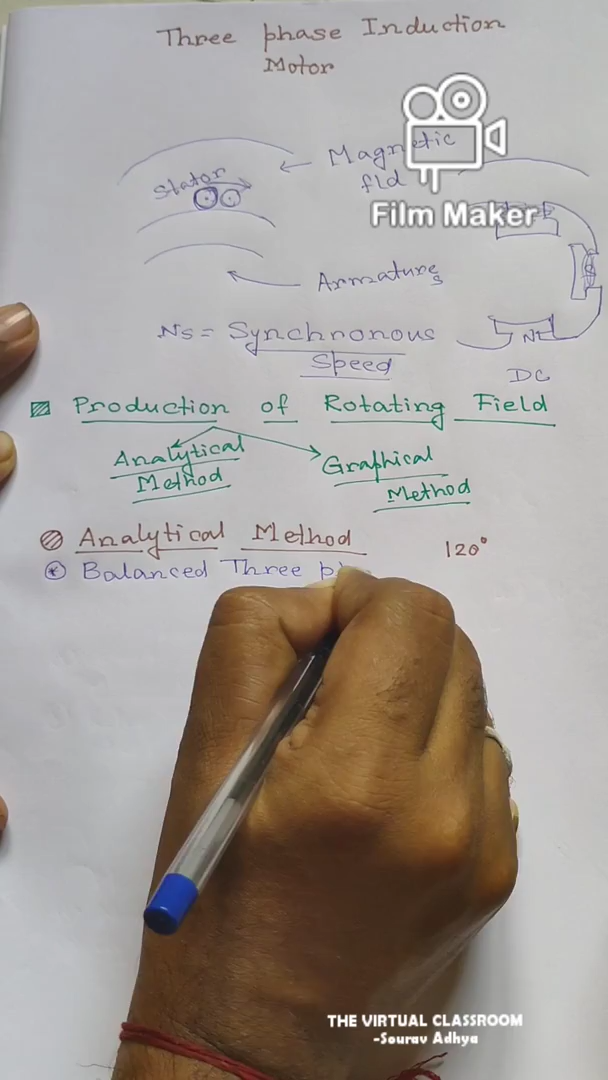 Three phase Induction
Motor
Magnetic
fld
Stator
Film Maker
Armatures
Ns = Synchronous
Speed
N
DC
Production of Rotating Field
Analytical
Method
Graphical
Method
Analytical Method
120°
Balanced Three
THE VIRTUAL CLASSROOM
-Sourav Adhya